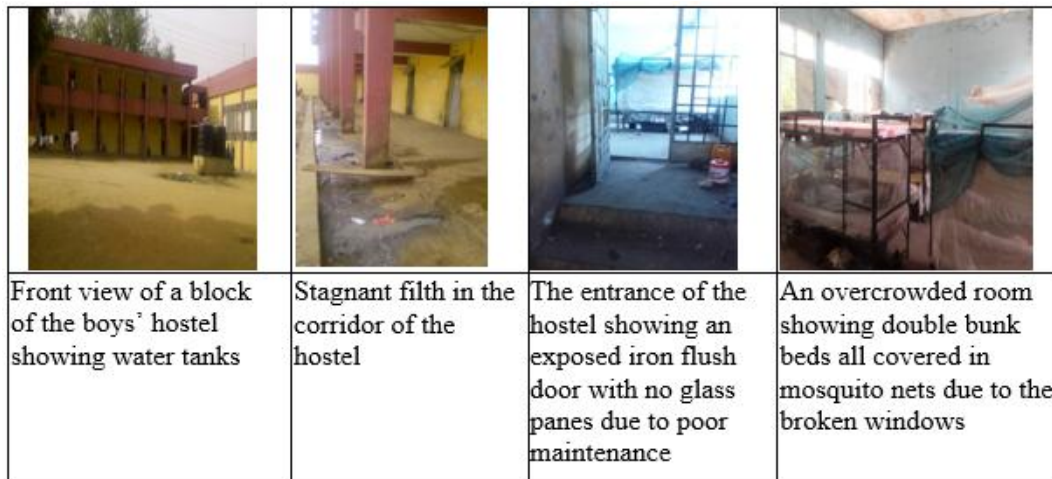 Front view of a block
of the boys’ hostel
showing water tanks
Stagnant filth in the
corridor of the
hostel
The entrance of the
hostel showing an
exposed iron flush
door with no glass
panes due to poor
maintenance
An overcrowded room
showing double bunk
beds all covered in
mosquito nets due to the
broken windows